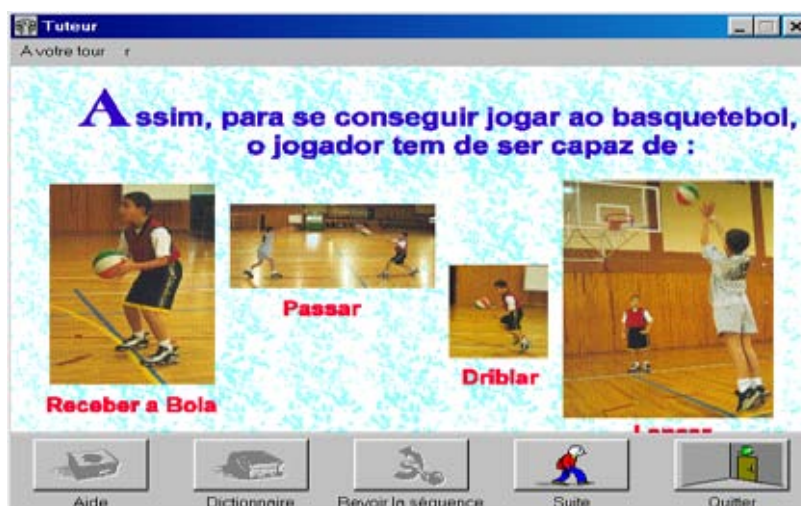 Tuteur
A votre tour r
Assim, para se conseguir jogar ao basquetebol,
o jogador tem de ser capaz de :
Passar
Driblar
Receber a Bola
Lançar
Aide
Dictionnaire
Revoir la séquence
Suite
Quitter